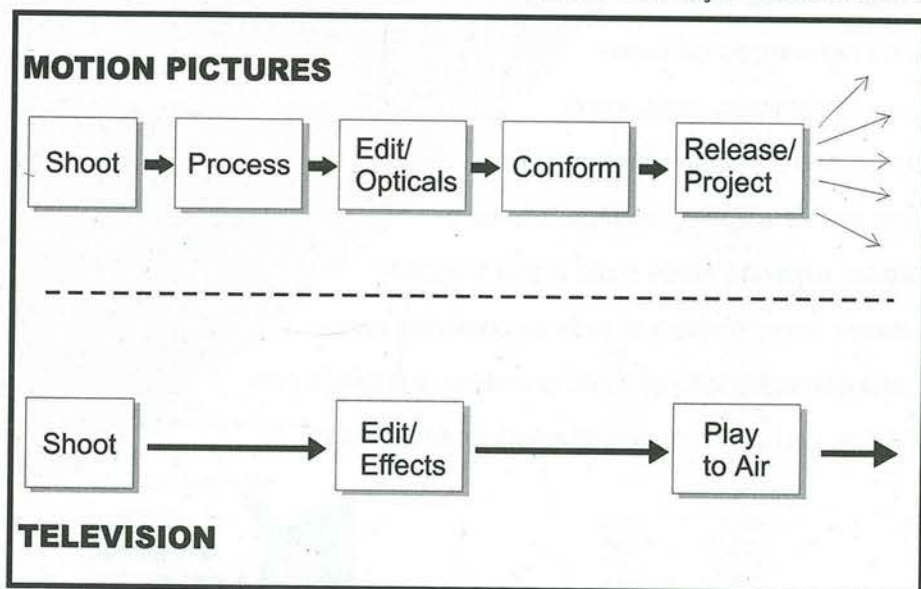 MOTION PICTURES
Shoot
Process
Edit/
Opticals
Conform
Release/
Project
Shoot
Edit/
Effects
Play
to Air
TELEVISION